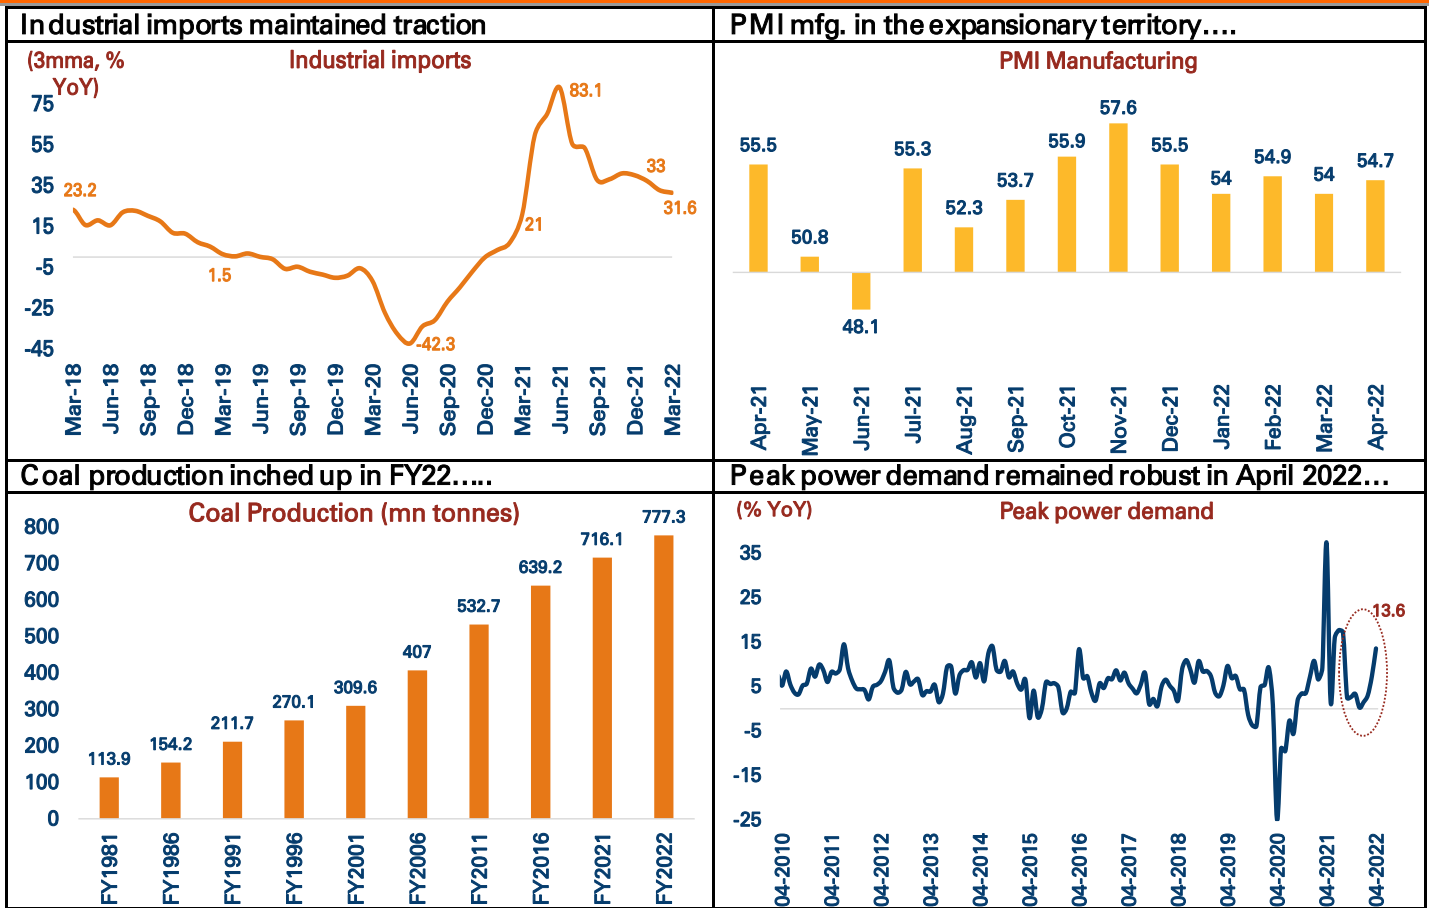 Industrial imports maintained traction
(3mma, %
YoY)
Industrial imports
75
55
35
15
-5
-25
-45
23.2
1.5
-42.3
21
83.1
33
31.6
Mar-18
Jun-18
Sep-18
Dec-18
Mar-19
Jun-19
Sep-19
Dec-19
Mar-20
Jun-20
Sep-20
Dec-20
Mar-21
Jun-21
Sep-21
Dec-21
Mar-22
PMI mfg. in the expansionary territory....
PMI Manufacturing
55.5
50.8
48.1
55.3
52.3
53.7
55.9
57.6
55.5
54
54.9
54
54.7
Apr-21
May-21
Jun-21
Jul-21
Aug-21
Sep-21
Oct-21
Nov-21
Dec-21
Jan-22
Feb-22
Mar-22
Apr-22
Coal production inched up in FY22.....
Coal Production (mn tonnes)
800
700
600
500
400
300
200
100
0
113.9
154.2
211.7
270.1
309.6
407
532.7
639.2
716.1
777.3
FY1981
FY1986
FY1991
FY1996
FY2001
FY2006
FY2011
FY2016
FY2021
FY2022
Peak power demand remained robust in April 2022...
(% YoY)
Peak power demand
35
25
15
5
-5
-15
-25
13.6
04-2010
04-2011
04-2012
04-2013
04-2014
04-2015
04-2016
04-2017
04-2018
04-2019
04-2020
04-2021
04-2022